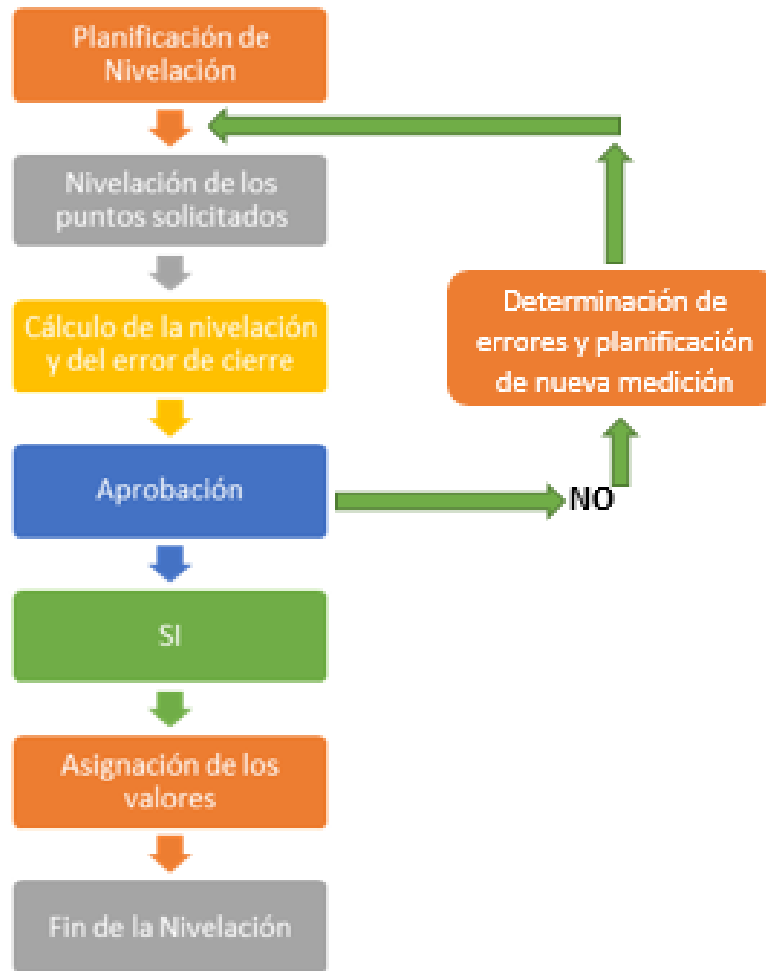 Planificación de
Nivelación
Nivelación de los
puntos solicitados
Cálculo de la nivelación
y del error de cierre
Aprobación
NO
Determinación de
errores y planificación
de nueva medición
SI
Asignación de los
valores
Fin de la Nivelación